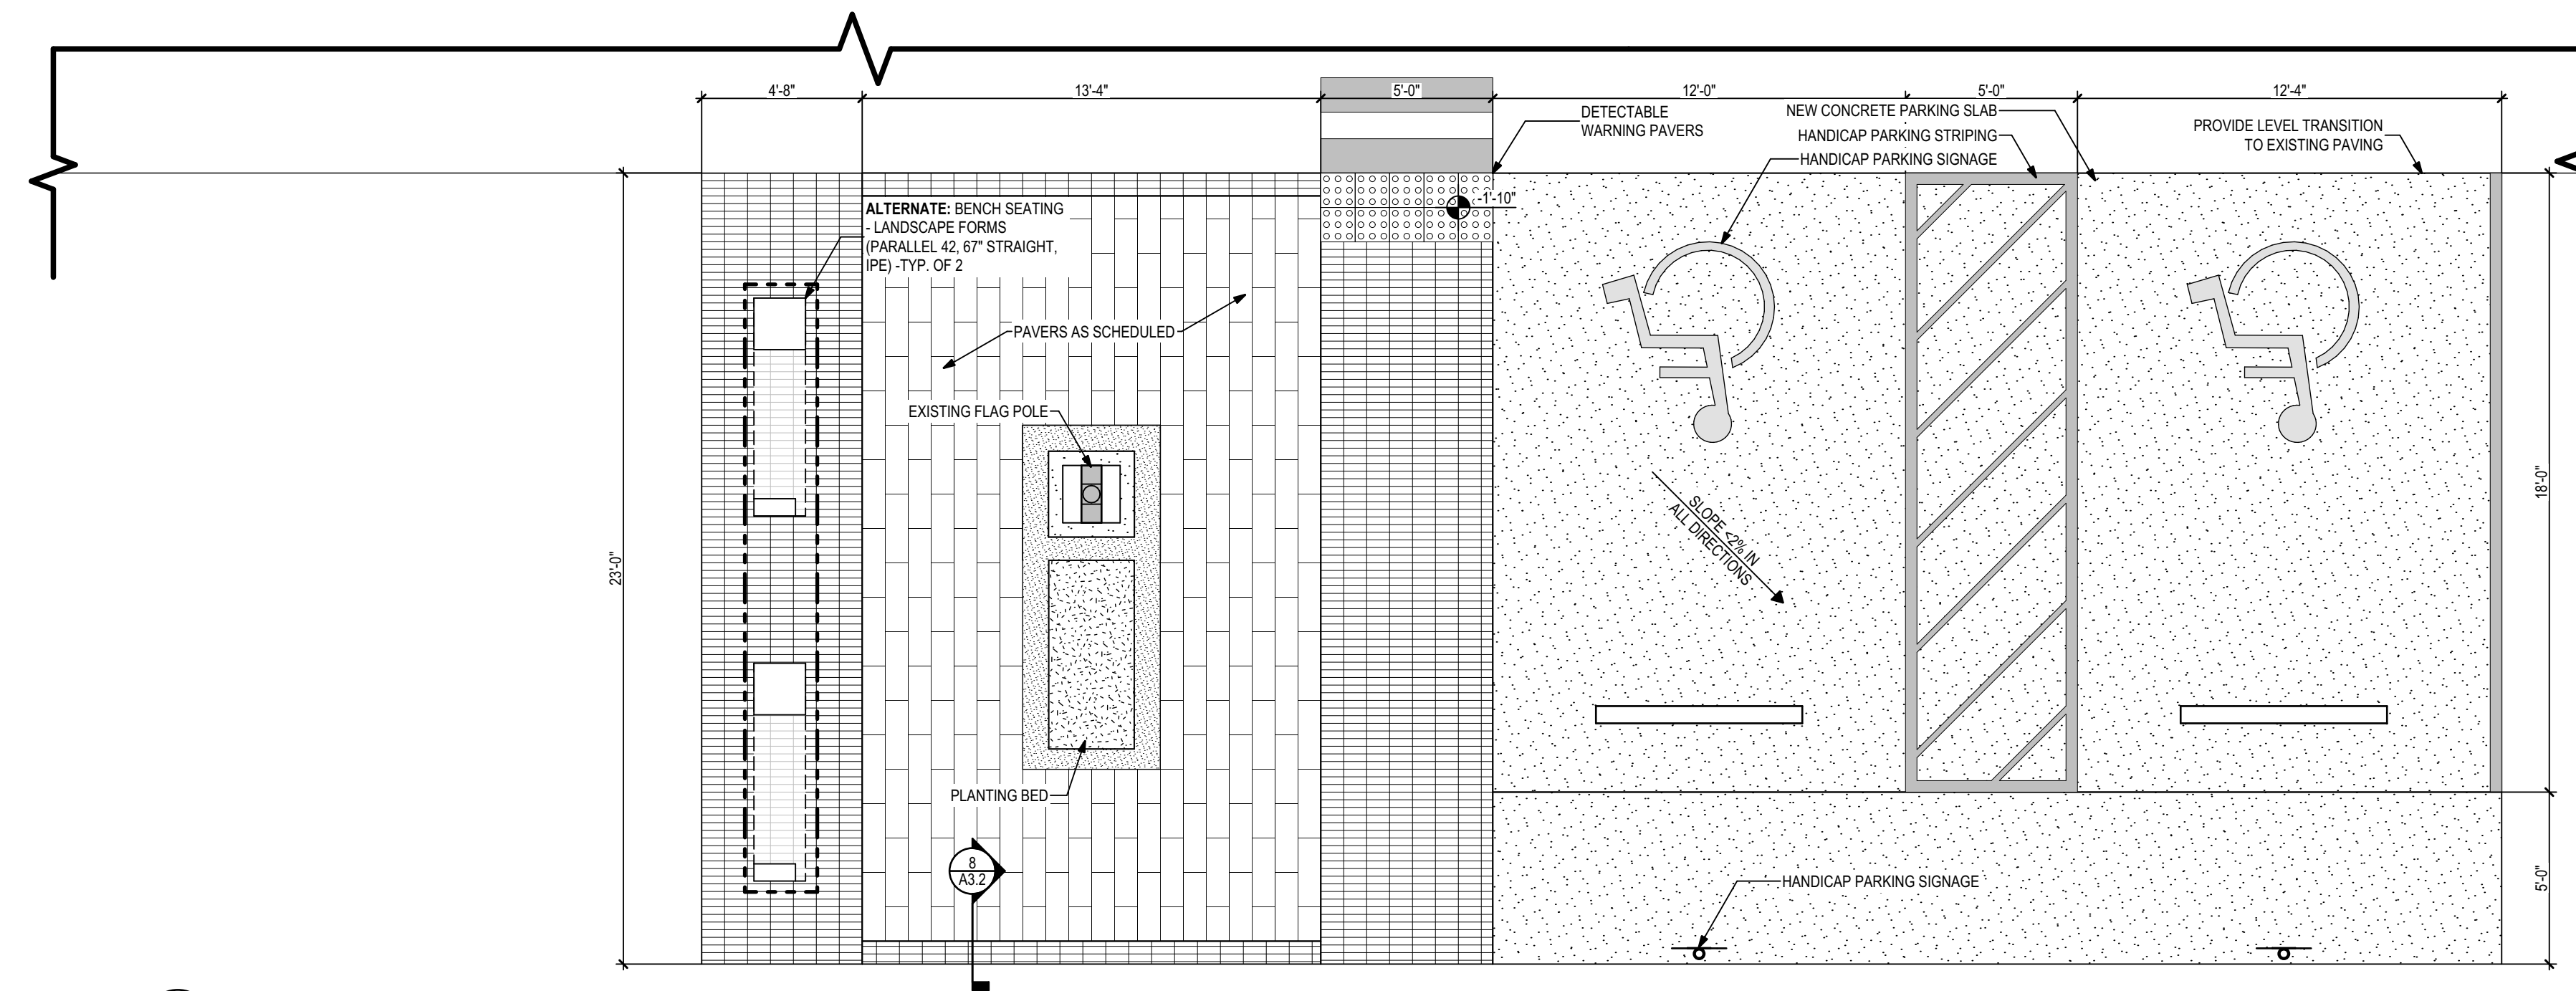 4'-8"
13'-4"
5'-0"
12'-0"
5'-0"
12'-4"
DETECTABLE
WARNING PAVERS
NEW CONCRETE PARKING SLAB
HANDICAP PARKING STRIPING
HANDICAP PARKING SIGNAGE
PROVIDE LEVEL TRANSITION
TO EXISTING PAVING
-1'-10"
ALTERNATE: BENCH SEATING
- LANDSCAPE FORMS
(PARALLEL 42, 67" STRAIGHT,
IPE) -TYP. OF 2
PAVERS AS SCHEDULED
EXISTING FLAG POLE
23'-0"
SLOPE <2% IN
ALL DIRECTIONS
18'-0"
PLANTING BED
8
A3.2
HANDICAP PARKING SIGNAGE
5'-0"